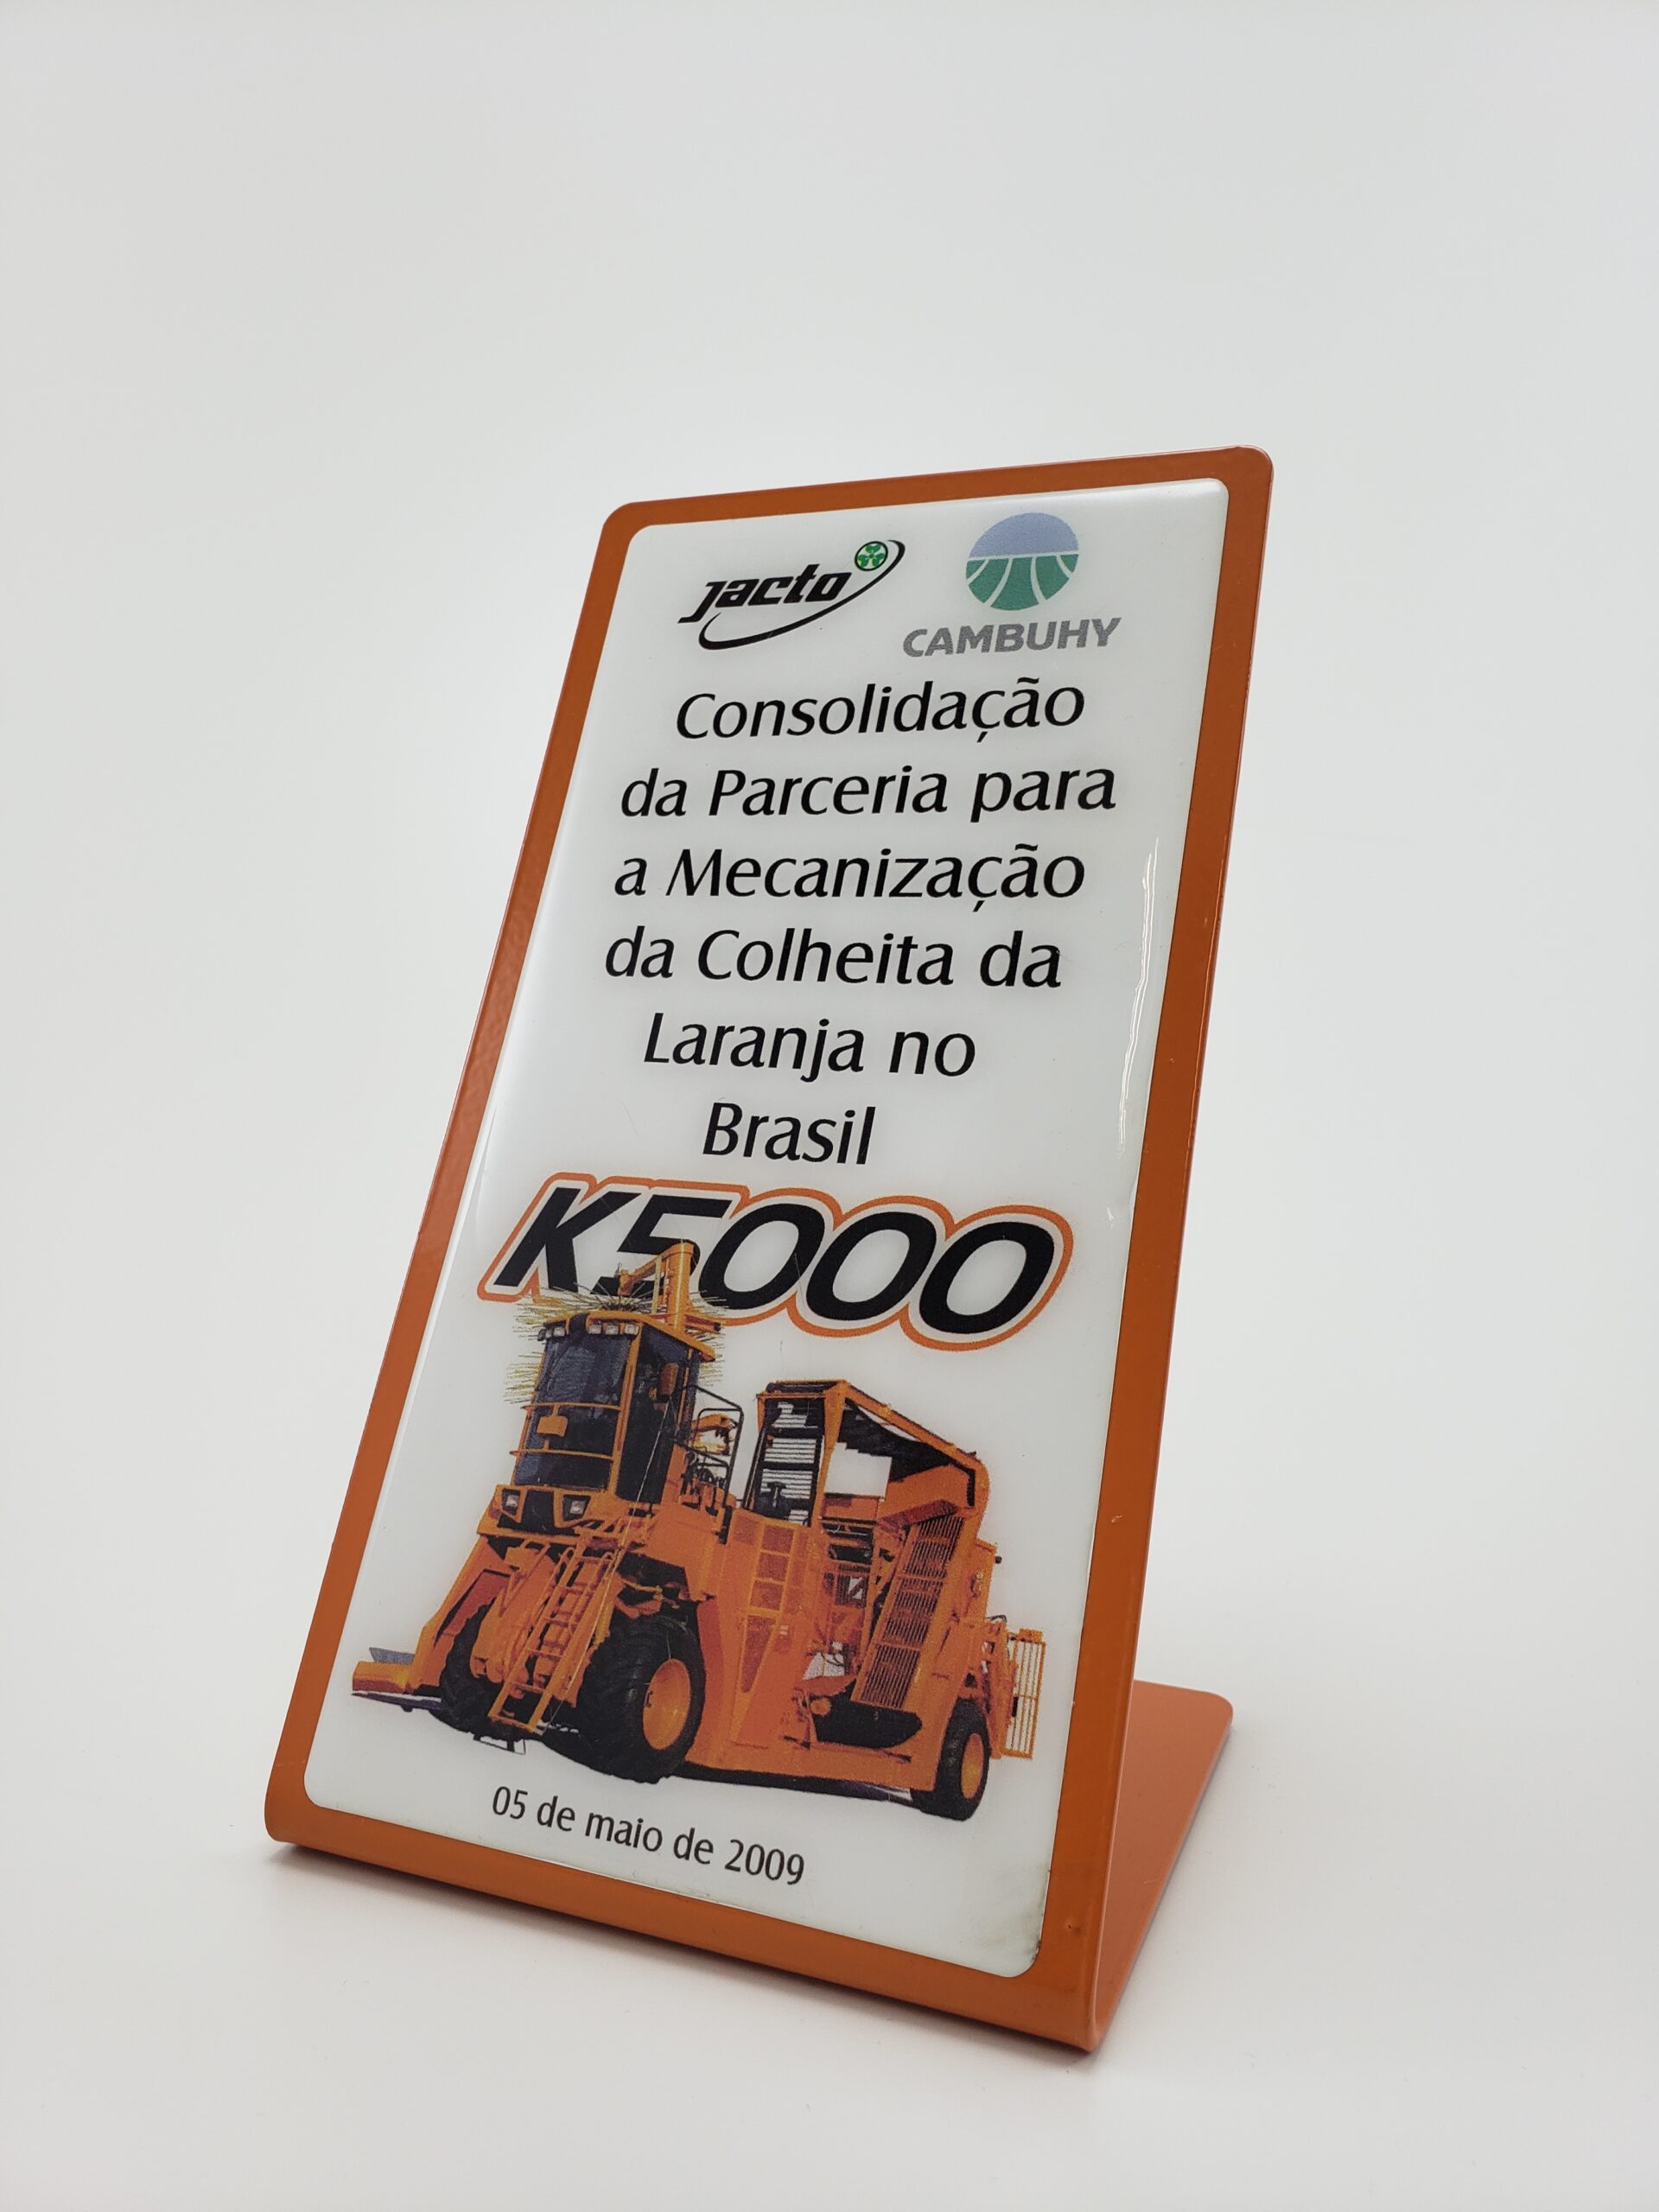 Jacto
CAMBUHY
Consolidação
da Parceria para
a Mecanização
da Colheita da
Laranja no
Brasil
K5000
05 de maio de 2009